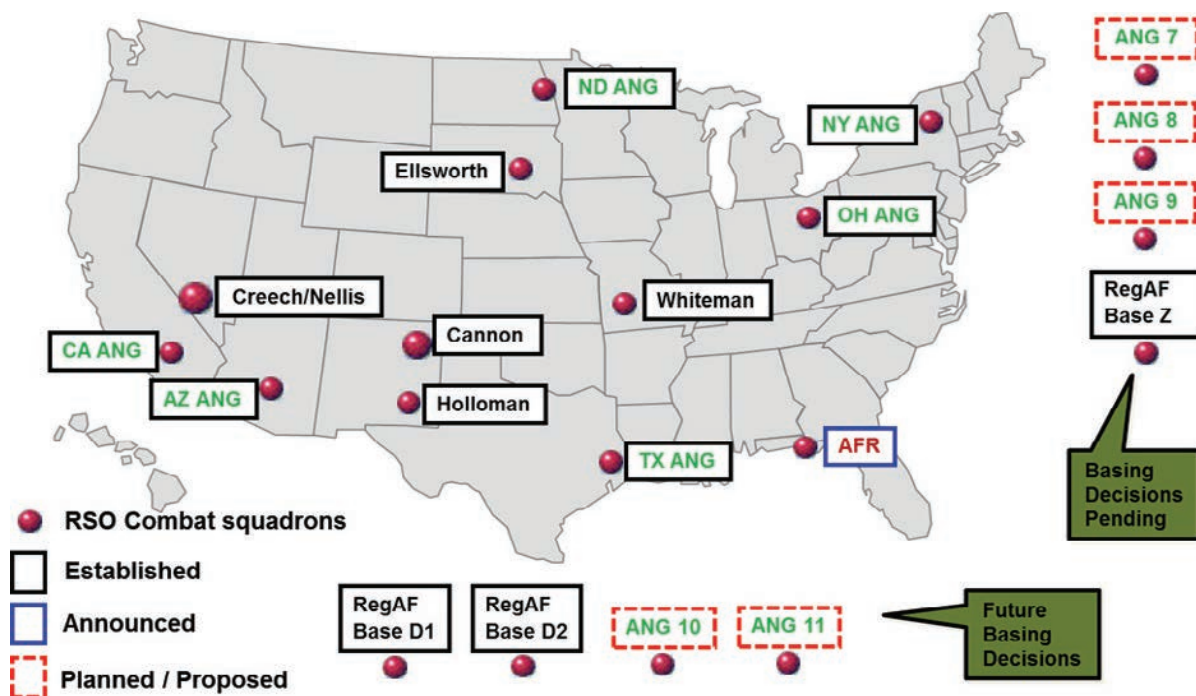 ANG 7
ND ANG
NY ANG
ANG 8
Ellsworth
ANG 9
OH ANG
Creech/Nellis
Whiteman
RegAF
Base Z
Cannon
CA ANG
AZ ANG
Holloman
TX ANG
AFR
Basing
Decisions
Pending
RSO Combat squadrons
Established
Announced
Planned / Proposed
RegAF
Base D1
RegAF
Base D2
ANG 10
ANG 11
Future
Basing
Decisions